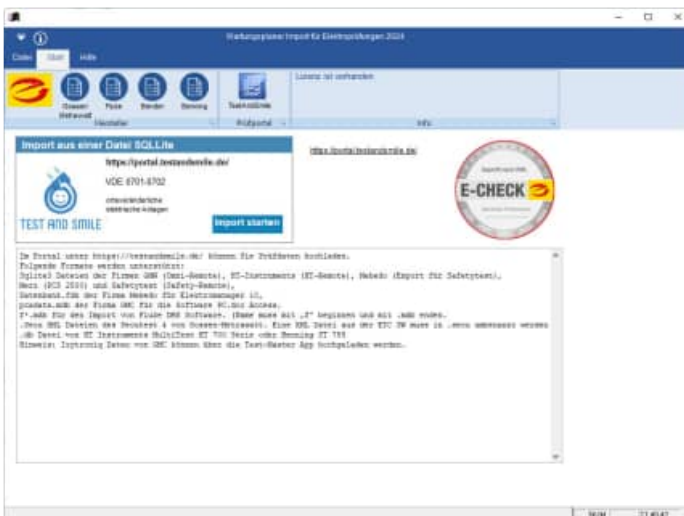 Wartungsplaner Import für Elektroprüfungen 2024
Datei Start Hilfe
Gossen Metrawatt
Fluke
Bender
Benning
TestAndSmile
Hersteller
Prüfportal
Info
Lizenz ist vorhanden
Import aus einer Datei SQLLite
https://portal.testandsmile.de/
VDE 0701-0702
ortsveränderliche
elektrische Anlagen
TEST AND SMILE
Import starten
https://portal.testandsmile.de/
E-CHECK
Im Portal unter https://testandsmile.de/ können Sie Prüfdaten hochladen.
Folgende Formate werden unterstützt:
Sqlite3 Dateien der Firmen GMW (Omni-Remote), HT-Instruments (HT-Remote), Mebedo (Export für Safetytest),
Merz (PCS 2500) und Safetytest (Safety-Remote),
Datenbank.fdb der Firma Mebedo für Elektromanager 10,
pcxdata.mdb der Firma GMC für die Software PC.doc Access,
f*.mdb für den Import von Fluke DMS Software. (Name muss mit „f" beginnen und mit .mdb enden.
.Secu XML Dateien des Secutest 4 von Gossen-Metrawatt. Eine XML Datei aus der ETC SW muss in .secu umbenannt werden
.db Datei von HT Instruments MultiTest HT 700 Serie oder Benning ST 755
Hinweis: Izytroniq Daten von GMC können über die Test-Master App hochgeladen werden.
NUM